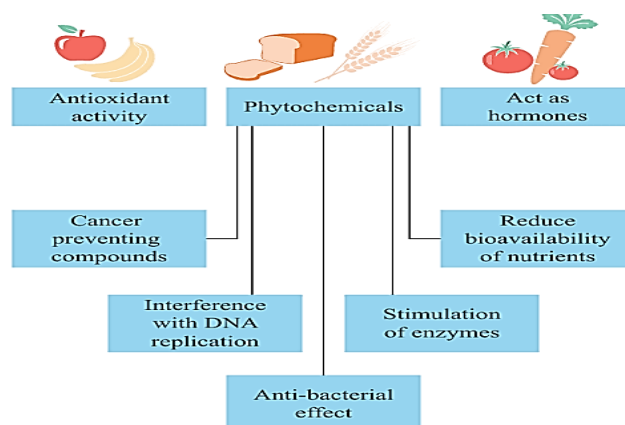 Antioxidant
activity
Phytochemicals
Act as
hormones
Cancer
preventing
compounds
Reduce
bioavailability
of nutrients
Interference
with DNA
replication
Stimulation
of enzymes
Anti-bacterial
effect